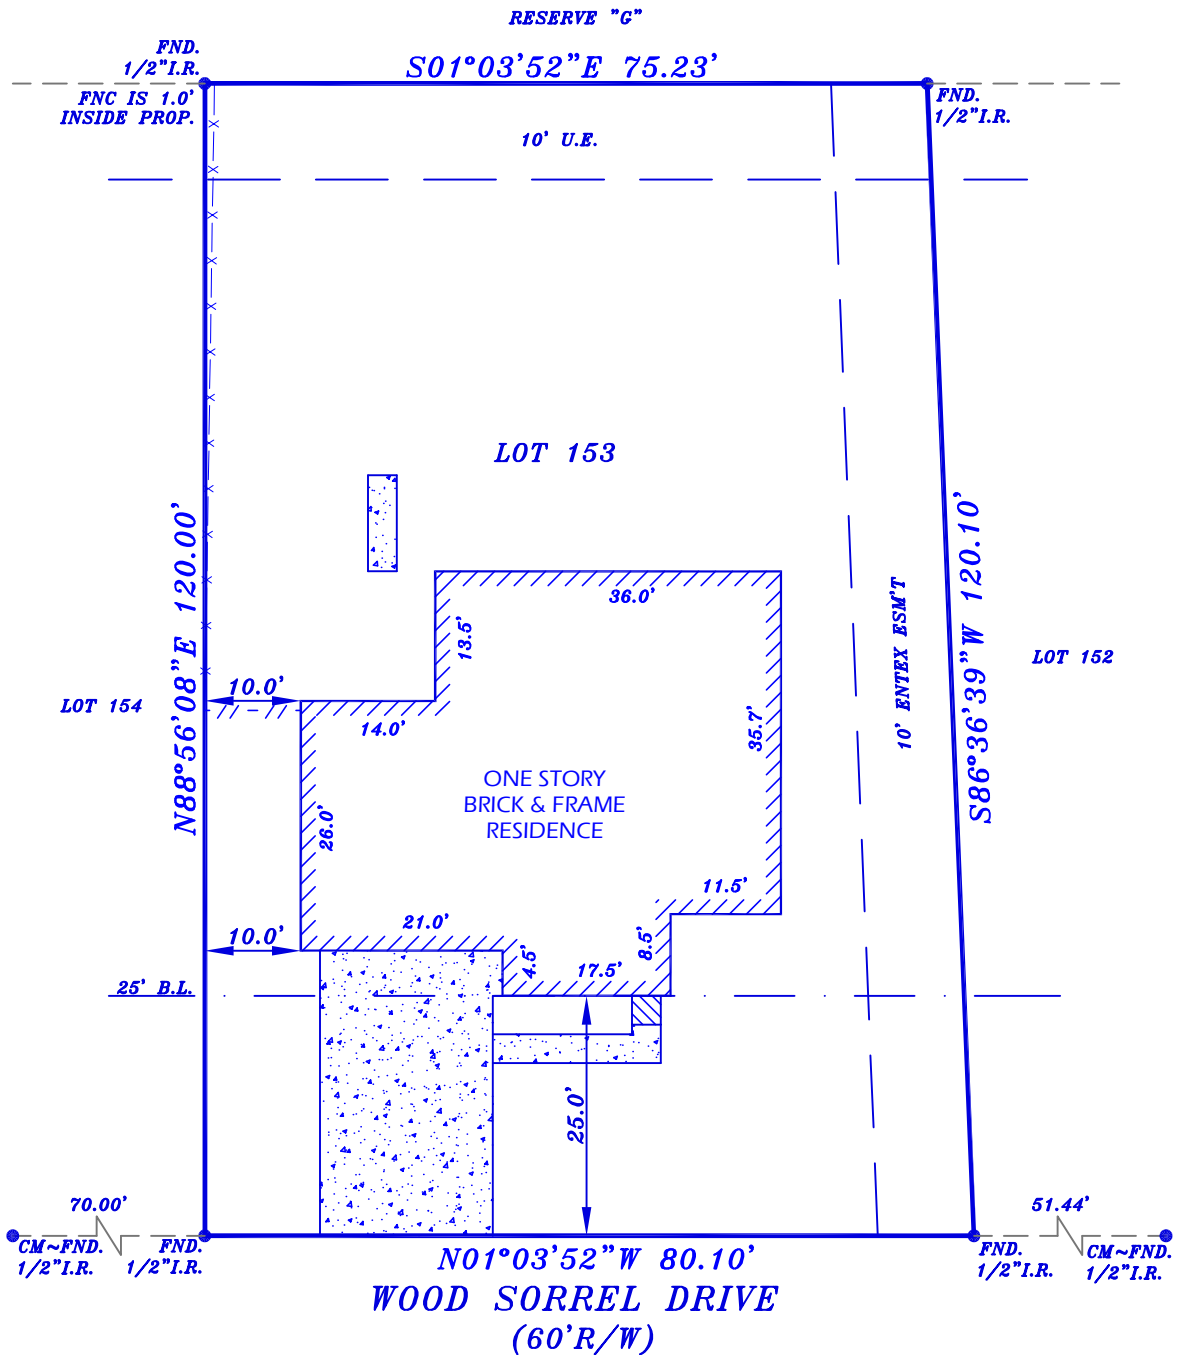 RESERVE "G"
FND.
1/2"I.R.
S01°03'52"E 75.23'
FNC IS 1.0'
INSIDE PROP.
FND.
1/2"I.R.
10' U.E.
LOT 153
N88°56'08"E 120.00'
S86°36'39"W 120.10'
36.0'
13.5'
10' ENTEX ESM'T
LOT 152
10.0'
LOT 154
14.0'
35.7'
ONE STORY
BRICK & FRAME
RESIDENCE
26.0'
11.5'
21.0'
10.0'
8.5'
4.5'
17.5'
25' B.L.
25.0'
70.00'
51.44'
CM~FND.
1/2"I.R.
FND.
1/2"I.R.
N01°03'52"W 80.10'
FND.
1/2"I.R.
CM~FND.
1/2"I.R.
WOOD SORREL DRIVE
(60'R/W)